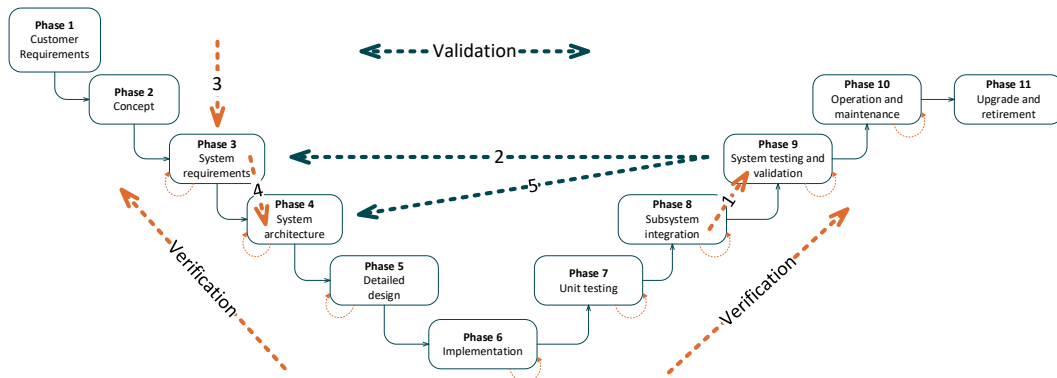 Phase 1
Customer
Requirements
Validation
3
Phase 2
Concept
Phase 10
Operation and
maintenance
Phase 11
Upgrade and
retirement
Phase 3
System
requirements
2
Phase 9
System testing and
validation
4
5
1
Phase 4
System
architecture
Phase 8
Subsystem
integration
Verification
Phase 5
Detailed
design
Phase 7
Unit testing
Verification
Phase 6
Implementation